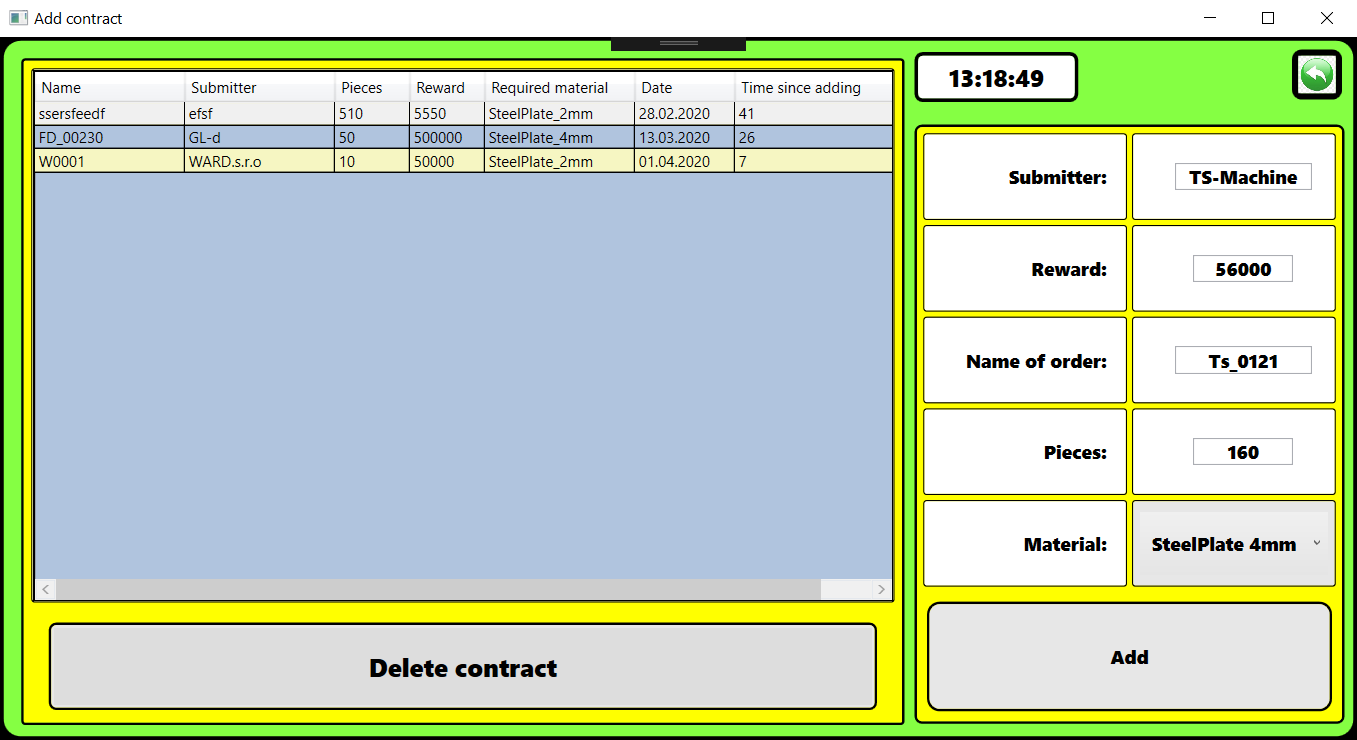 Add contract
13:18:49
Name Submitter Pieces Reward Required material Date Time since adding
ssersfeedf efsf 510 5550 SteelPlate_2mm 28.02.2020 41
FD_00230 GL-d 50 500000 SteelPlate_4mm 13.03.2020 26
W0001 WARD.s.r.o 10 50000 SteelPlate_2mm 01.04.2020 7
Delete contract
Submitter: TS-Machine
Reward: 56000
Name of order: Ts_0121
Pieces: 160
Material: SteelPlate 4mm
Add